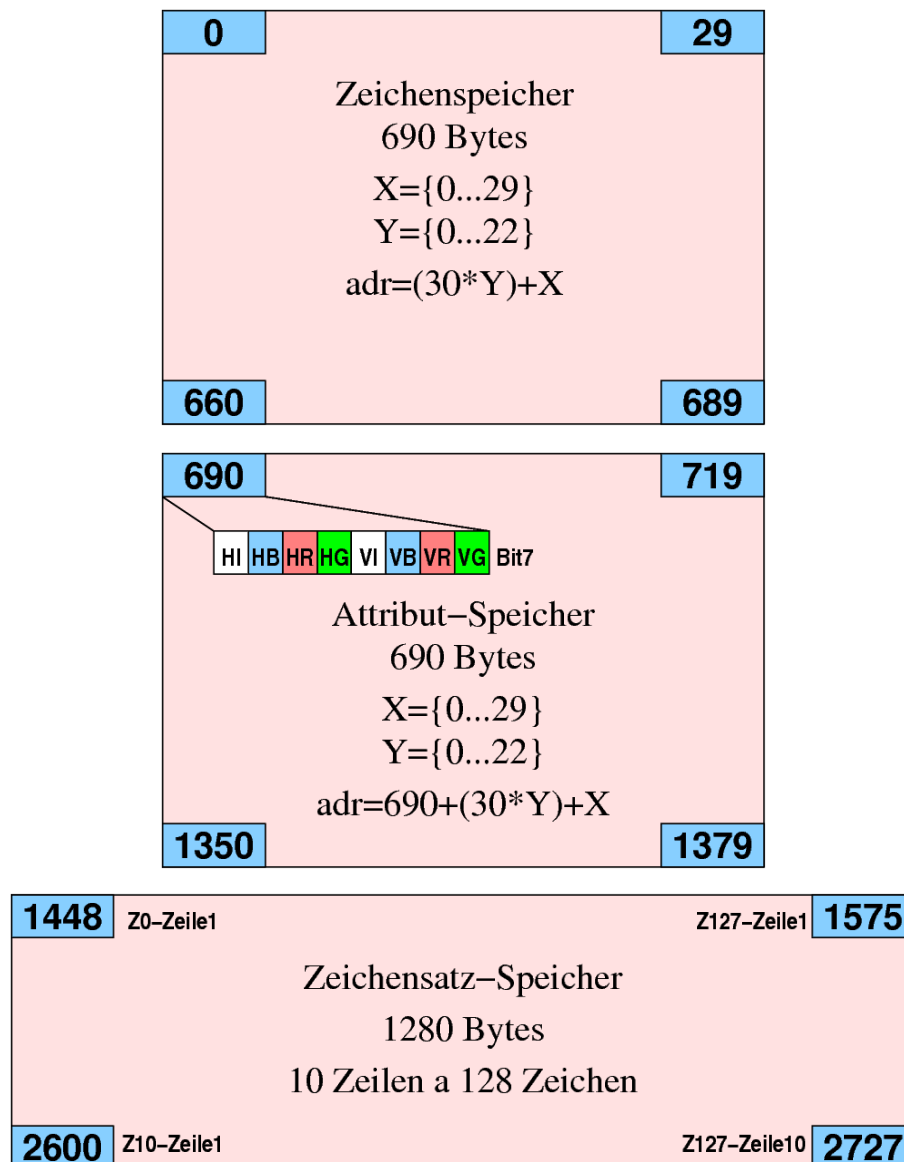 0 29
Zeichenspeicher
690 Bytes
X={0...29}
Y={0...22}
adr=(30*Y)+X
660 689
690 719
HI HB HR HG VI VB VR VG Bit7
Attribut−Speicher
690 Bytes
X={0...29}
Y={0...22}
adr=690+(30*Y)+X
1350 1379
1448 Z0−Zeile1 Z127−Zeile1 1575
Zeichensatz−Speicher
1280 Bytes
10 Zeilen a 128 Zeichen
2600 Z10−Zeile1 Z127−Zeile10 2727